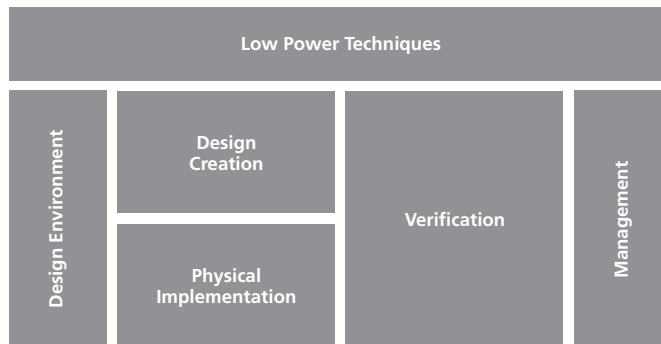 Low Power Techniques
Design Environment
Design
Creation
Physical
Implementation
Verification
Management